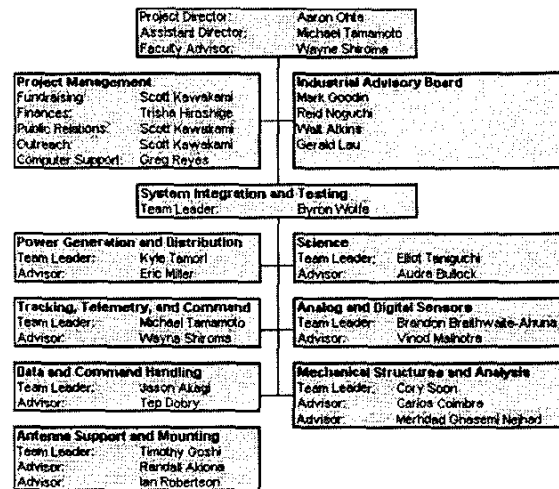 Project Director: Aaron Ohta
Assistant Director: Michael Tamamoto
Faculty Advisor: Wayne Shiroma
Project Management
Fundraising Scott Kawakami
Finances: Trisha Hiroshige
Public Relations: Scott Kawakami
Outreach: Scott Kawakami
Computer Support: Greg Reyes
Industrial Advisory Board
Mark Goodin
Reid Noguchi
Walt Atkins
Gerald Lau
System Integration and Testing
Team Leader: Byron Wolfe
Power Generation and Distribution
Team Leader: Kyle Tamori
Advisor: Eric Miller
Science
Team Leader: Elliot Taniguchi
Advisor: Audra Bullock
Tracking, Telemetry, and Command
Team Leader: Michael Tamamoto
Advisor: Wayne Shiroma
Analog and Digital Sensors
Team Leader: Brandon Braithwaite-Ahuna
Advisor: Vinod Malhotra
Data and Command Handling
Team Leader: Jason Akagi
Advisor: Tep Dobry
Mechanical Structures and Analysis
Team Leader: Cory Soon
Advisor: Carlos Coimbra
Advisor: Merhdad Ghasemi Nejhad
Antenna Support and Mounting
Team Leader: Timothy Goshi
Advisor: Randall Akiona
Advisor: Ian Robertson